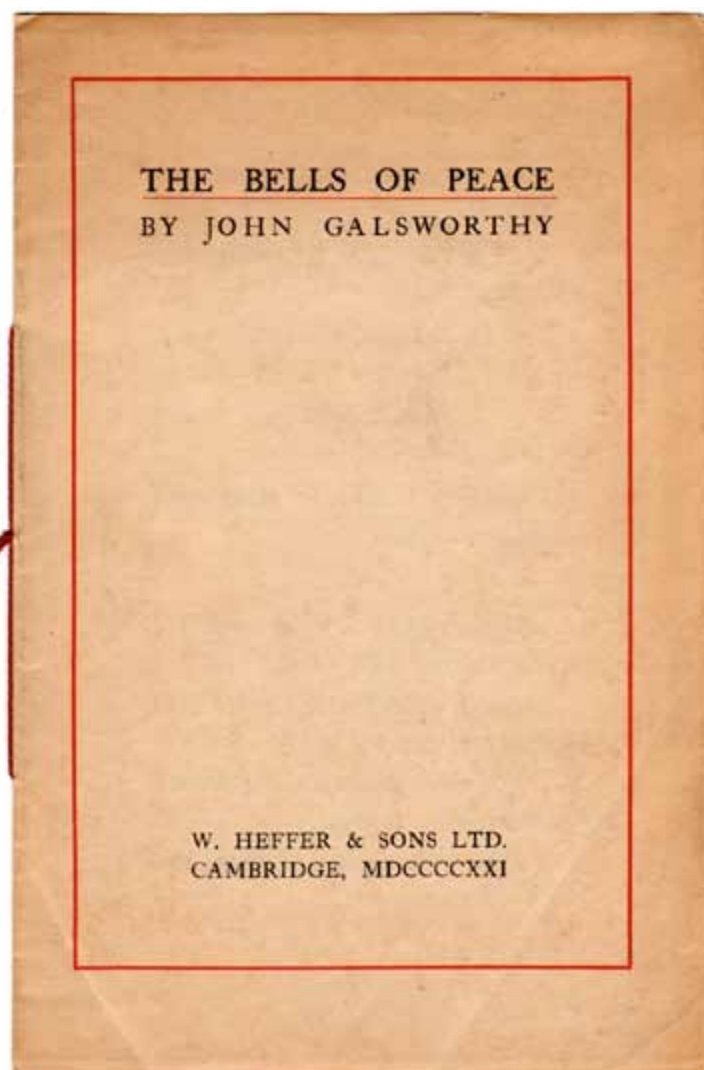 THE BELLS OF PEACE
BY JOHN GALSWORTHY
W. HEFFER & SONS LTD.
CAMBRIDGE, MDCCCCXXI